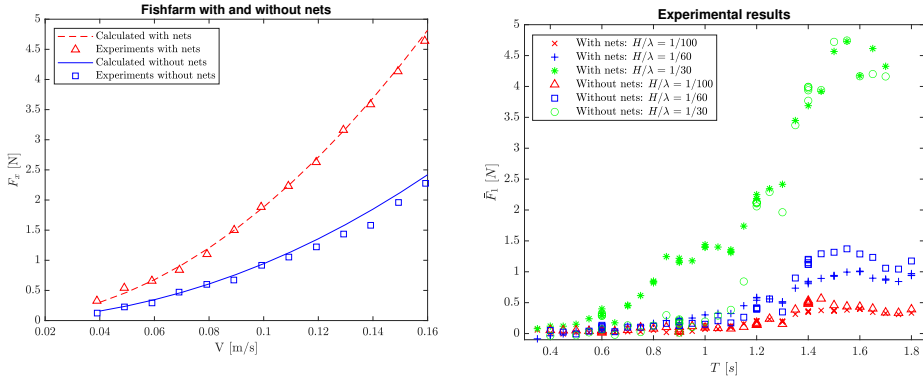 Fishfarm with and without nets
Calculated with nets
Experiments with nets
Calculated without nets
Experiments without nets
5
4.5
4
3.5
3
2.5
2
1.5
1
0.5
0
F_x [N]
0.02
0.04
0.06
0.08
0.1
0.12
0.14
0.16
V [m/s]
Experimental results
With nets: H/λ = 1/100
With nets: H/λ = 1/60
With nets: H/λ = 1/30
Without nets: H/λ = 1/100
Without nets: H/λ = 1/60
Without nets: H/λ = 1/30
5
4.5
4
3.5
3
2.5
2
1.5
1
0.5
0
F̄_1 [N]
0.4
0.6
0.8
1
1.2
1.4
1.6
1.8
T [s]